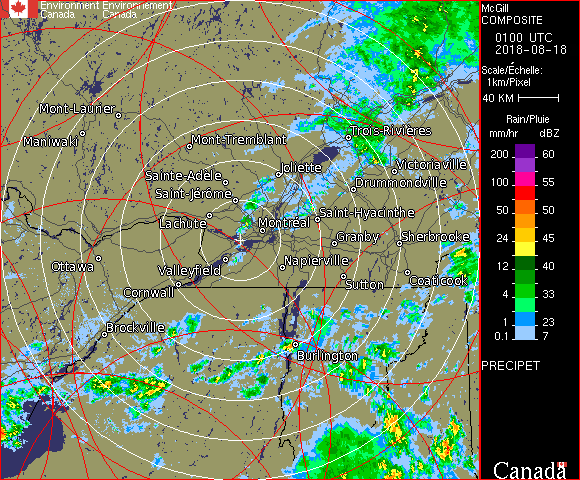 Environment Environnement
Canada Canada
McGill
COMPOSITE
0100 UTC
2018-08-18
Scale/Échelle:
1km/Pixel
40 KM
Rain/Pluie
mm/hr dBZ
200 60
100 55
50 50
24 45
12 40
4 33
1 23
0.1 7
PRECIPET
Canada
Mont-Laurier
Maniwaki
Mont-Tremblant
Trois-Rivières
Sainte-Adèle
Joliette
Victoriaville
Saint-Jérôme
Drummondville
Lachute
Montréal
Saint-Hyacinthe
Granby
Sherbrooke
Ottawa
Valleyfield
Napierville
Cornwall
Sutton
Coaticook
Brockville
Burlington